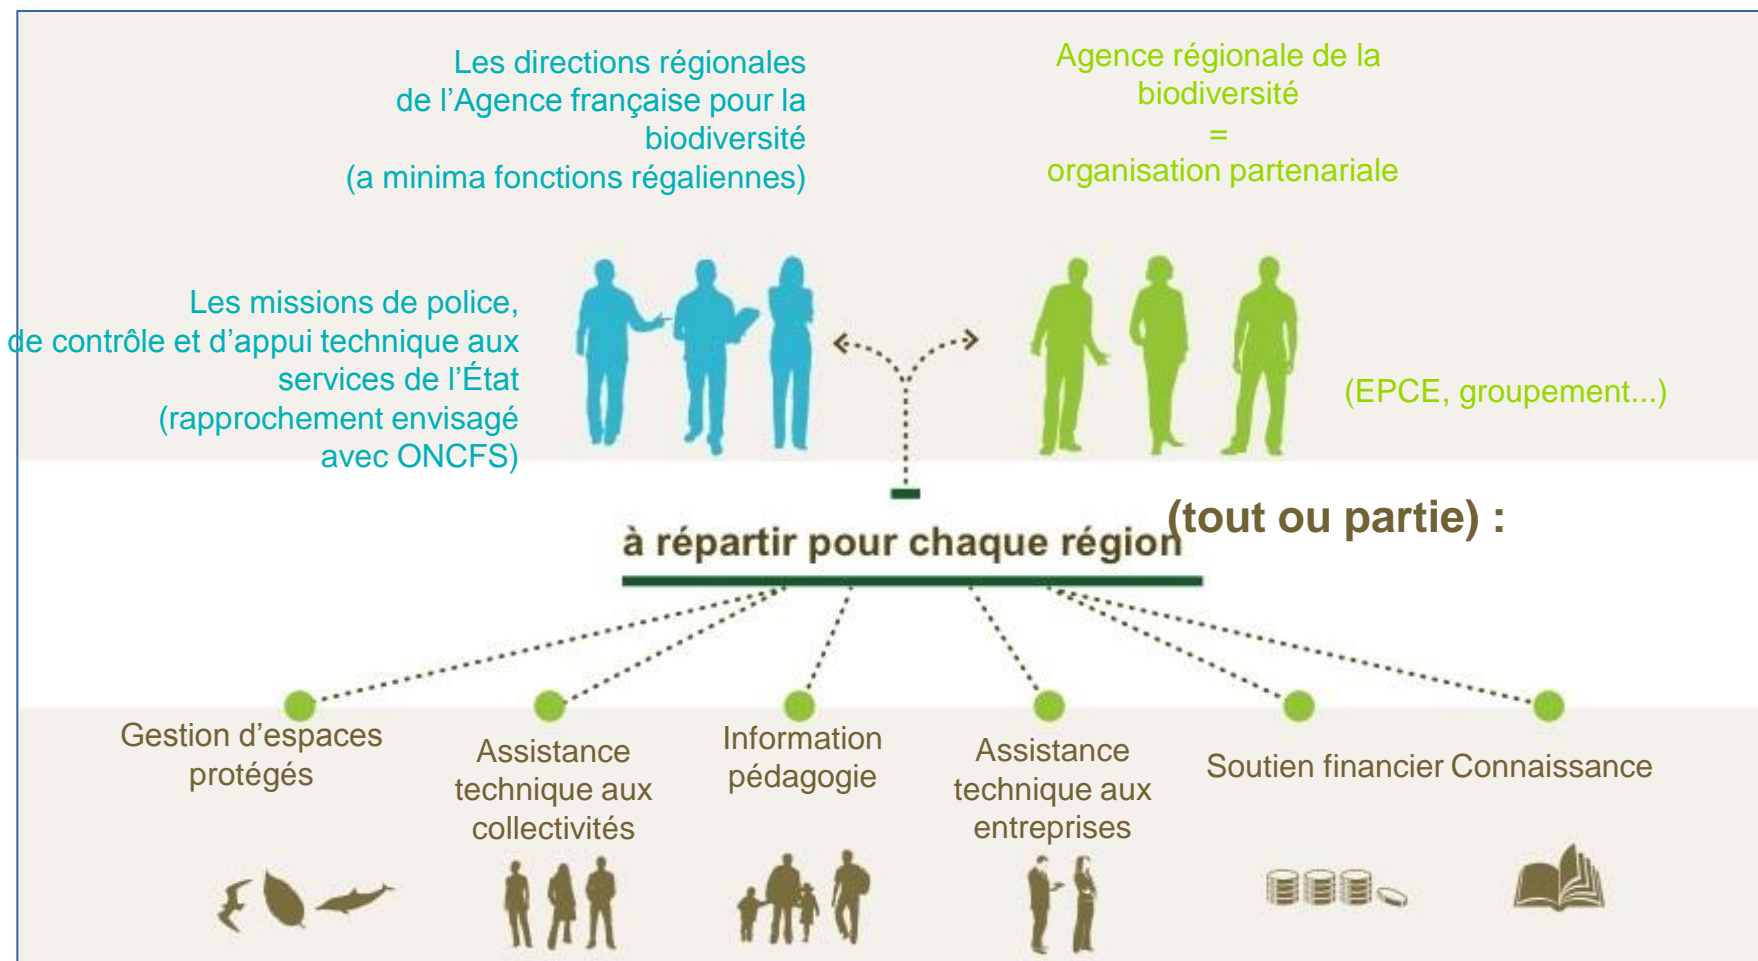 Les directions régionales
de l’Agence française pour la
biodiversité
(a minima fonctions régaliennes)
Agence régionale de la
biodiversité
=
organisation partenariale
Les missions de police,
de contrôle et d’appui technique aux
services de l’État
(rapprochement envisagé
avec ONCFS)
(EPCE, groupement...)
à répartir pour chaque région (tout ou partie) :
Gestion d’espaces
protégés
Assistance
technique aux
collectivités
Information
pédagogie
Assistance
technique aux
entreprises
Soutien financier
Connaissance